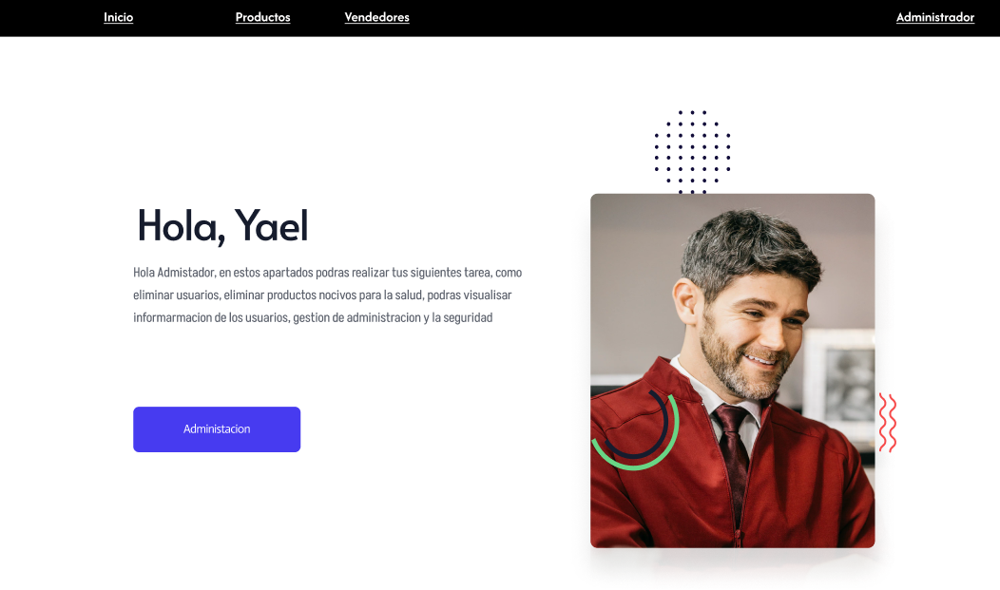 Inicio Productos Vendedores Administrador
Hola, Yael
Hola Admistador, en estos apartados podras realizar tus siguientes tarea, como
eliminar usuarios, eliminar productos nocivos para la salud, podras visualisar
informarmacion de los usuarios, gestion de administracion y la seguridad
Administacion